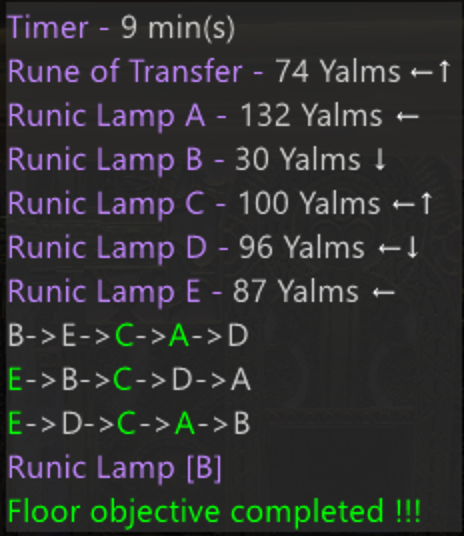 Timer - 9 min(s)
Rune of Transfer - 74 Yalms ←↑
Runic Lamp A - 132 Yalms ←
Runic Lamp B - 30 Yalms ↓
Runic Lamp C - 100 Yalms ←↑
Runic Lamp D - 96 Yalms ←↓
Runic Lamp E - 87 Yalms ←
B->E->C->A->D
E->B->C->D->A
E->D->C->A->B
Runic Lamp [B]
Floor objective completed !!!